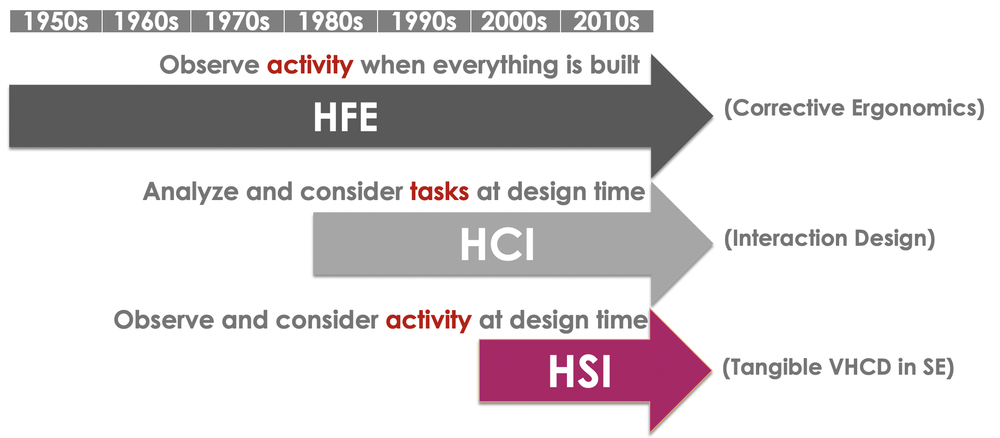 1950s 1960s 1970s 1980s 1990s 2000s 2010s
Observe activity when everything is built
HFE
(Corrective Ergonomics)
Analyze and consider tasks at design time
HCI
(Interaction Design)
Observe and consider activity at design time
HSI
(Tangible VHCD in SE)